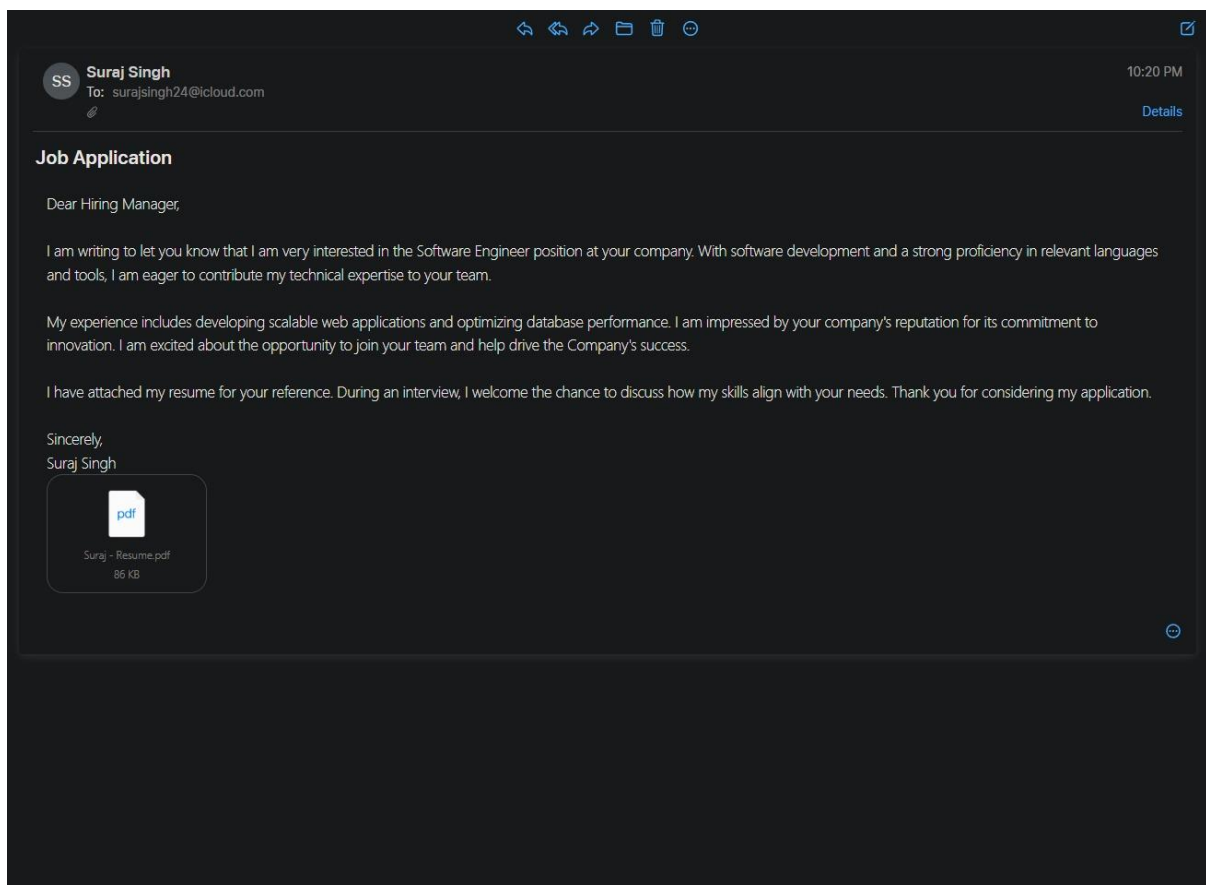 SS
Suraj Singh
10:20 PM
To: surajsingh24@icloud.com
Details
Job Application
Dear Hiring Manager,
I am writing to let you know that I am very interested in the Software Engineer position at your company. With software development and a strong proficiency in relevant languages
and tools, I am eager to contribute my technical expertise to your team.
My experience includes developing scalable web applications and optimizing database performance. I am impressed by your company's reputation for its commitment to
innovation. I am excited about the opportunity to join your team and help drive the Company's success.
I have attached my resume for your reference. During an interview, I welcome the chance to discuss how my skills align with your needs. Thank you for considering my application.
Sincerely,
Suraj Singh
pdf
Suraj - Resume.pdf
86 KB